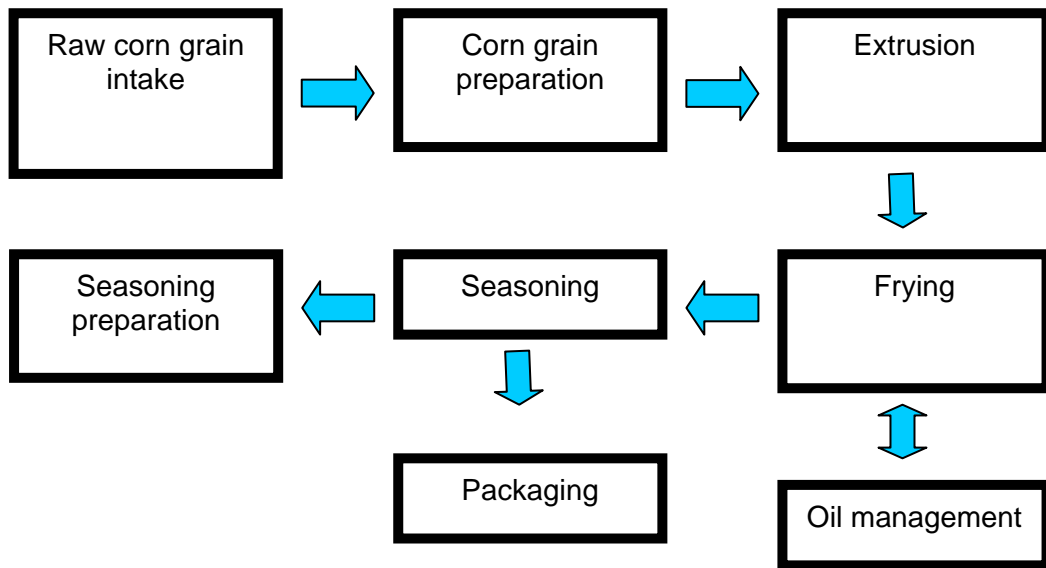 Raw corn grain
intake
Corn grain
preparation
Extrusion
Seasoning
preparation
Seasoning
Frying
Packaging
Oil management